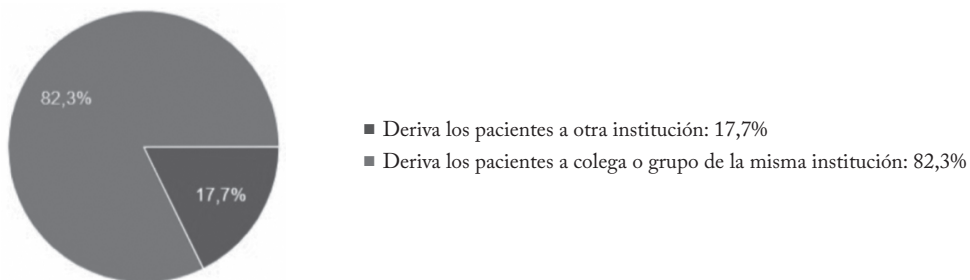 82,3%
17,7%
Deriva los pacientes a otra institución: 17,7%
Deriva los pacientes a colega o grupo de la misma institución: 82,3%